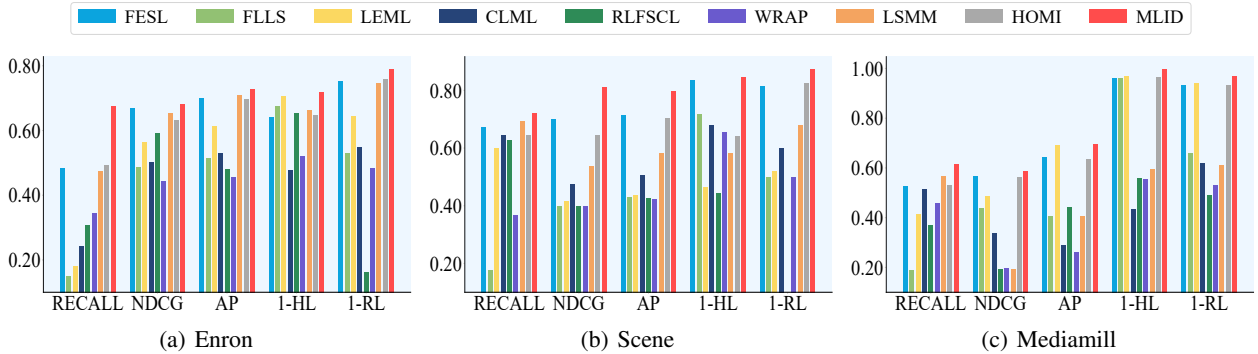 FESL FLLS LEML CLML RLFSCL WRAP LSMM HOMI MLID
0.80
0.60
0.40
0.20
RECALL NDCG AP 1-HL 1-RL
(a) Enron
0.80
0.60
0.40
0.20
RECALL NDCG AP 1-HL 1-RL
(b) Scene
1.00
0.80
0.60
0.40
0.20
RECALL NDCG AP 1-HL 1-RL
(c) Mediamill